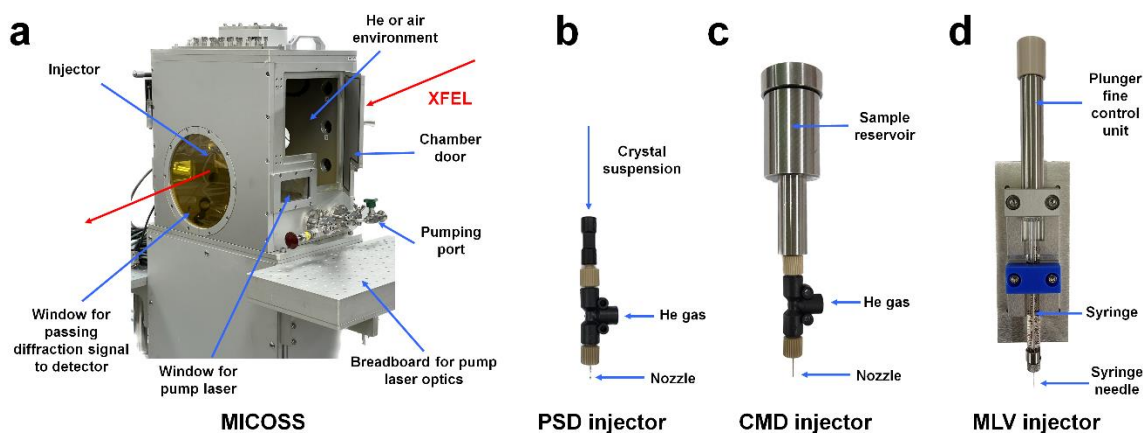 a
He or air
environment
Injector
XFEL
Chamber
door
Pumping
port
Window for
passing
diffraction signal
to detector
Window for
pump laser
Breadboard for pump
laser optics
MICOSS
b
Crystal
suspension
He gas
Nozzle
PSD injector
c
Sample
reservoir
He gas
Nozzle
CMD injector
d
Plunger
fine
control
unit
Syringe
Syringe
needle
MLV injector